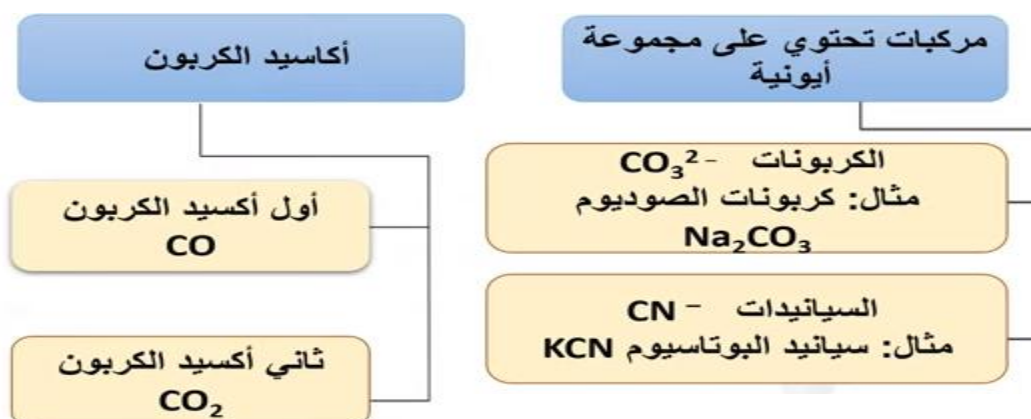 مركبات تحتوي على مجموعة
أيونية
الكربونات CO₃²⁻
مثال: كربونات الصوديوم
Na₂CO₃
السيانيدات CN⁻
مثال: سيانيد البوتاسيوم KCN
أكاسيد الكربون
أول أكسيد الكربون
CO
ثاني أكسيد الكربون
CO₂